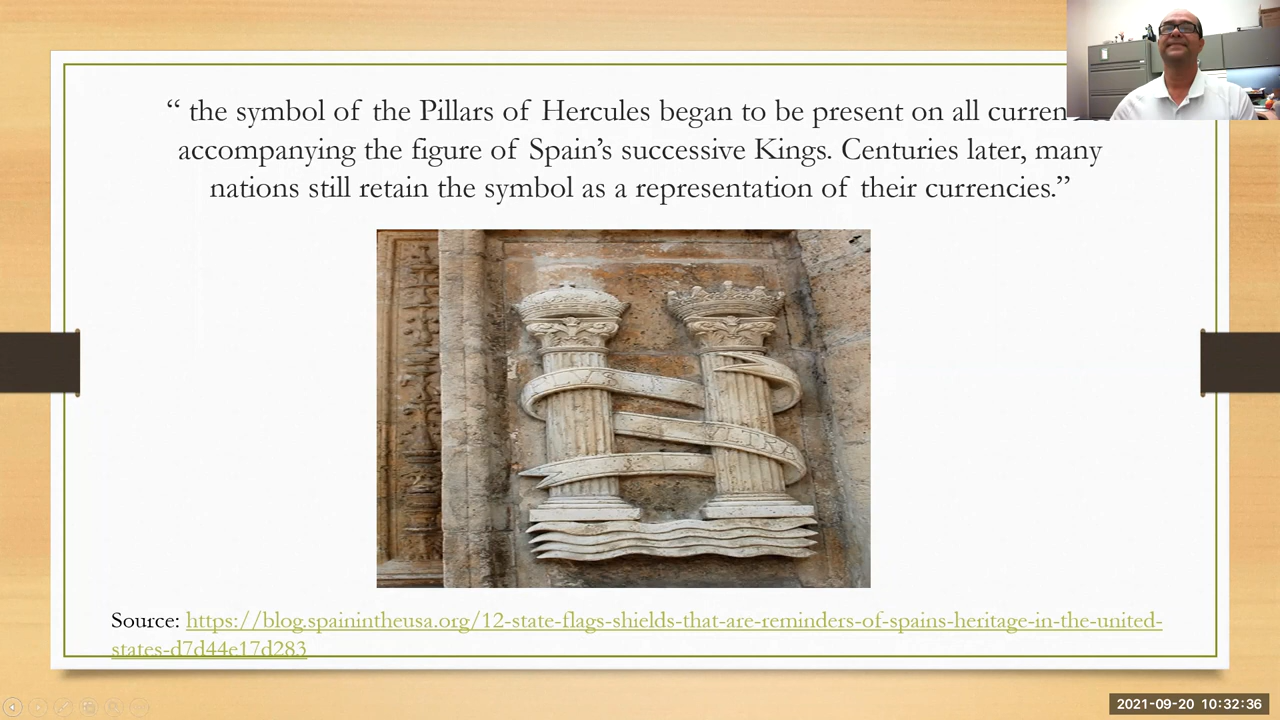 “ the symbol of the Pillars of Hercules began to be present on all
accompanying the figure of Spain’s successive Kings. Centuries later, many
nations still retain the symbol as a representation of their currencies.”
VLTRA
Source: https://blog.spainintheusa.org/12-state-flags-shields-that-are-reminders-of-spains-heritage-in-the-united-
states-d7d44e17d283
2021-09-20 10:32:36